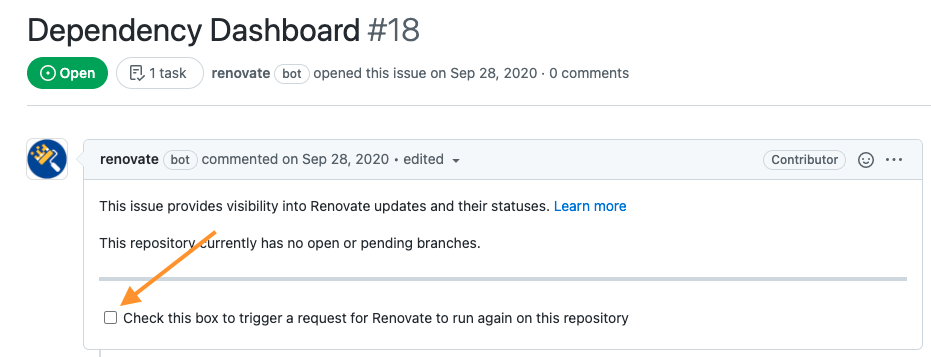 Dependency Dashboard #18
Open 1 task renovate bot opened this issue on Sep 28, 2020 · 0 comments
renovate bot commented on Sep 28, 2020 • edited Contributor
This issue provides visibility into Renovate updates and their statuses. Learn more
This repository currently has no open or pending branches.
Check this box to trigger a request for Renovate to run again on this repository